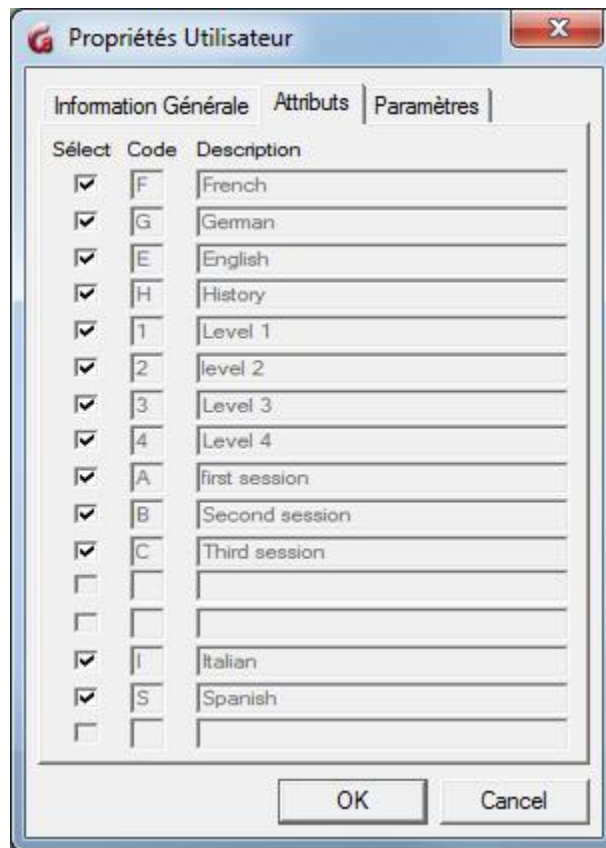 Propriétés Utilisateur
Information Générale Attributs Paramètres
Sélect Code Description
F French
G German
E English
H History
1 Level 1
2 level 2
3 Level 3
4 Level 4
A first session
B Second session
C Third session
I Italian
S Spanish
OK Cancel